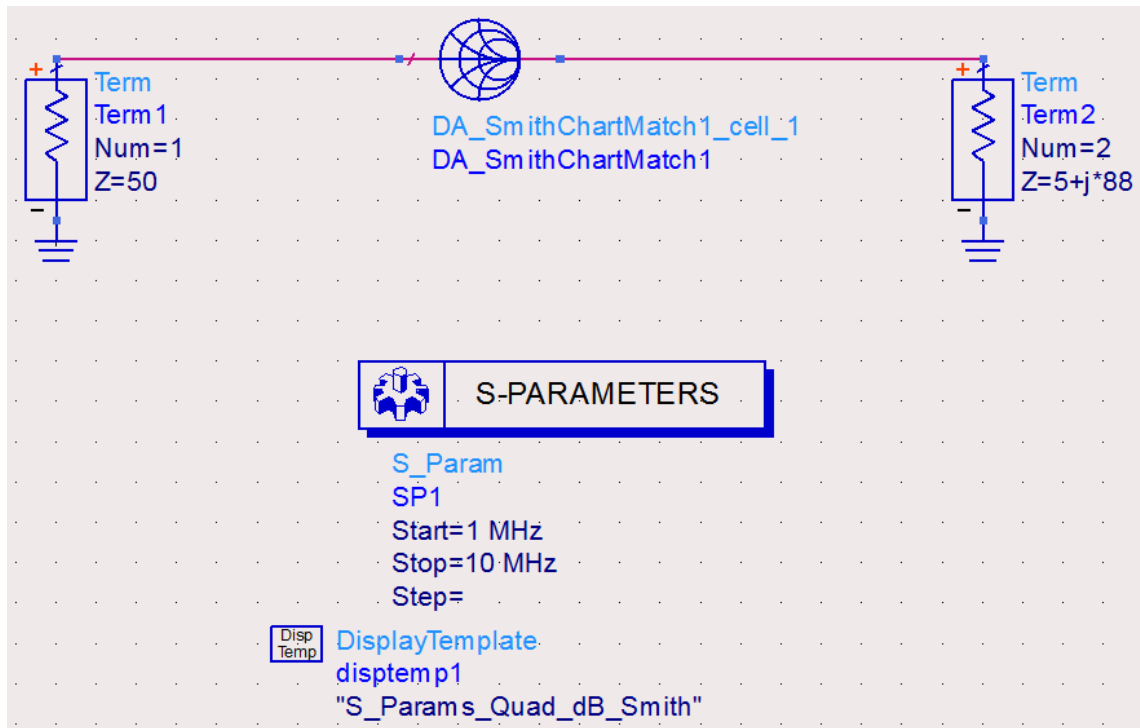 +
Term
Term1
Num=1
Z=50
−
DA_SmithChartMatch1_cell_1
DA_SmithChartMatch1
+
Term
Term2
Num=2
Z=5+j*88
−
S-PARAMETERS
S_Param
SP1
Start=1 MHz
Stop=10 MHz
Step=
Disp
Temp
DisplayTemplate
disptemp1
"S_Params_Quad_dB_Smith"